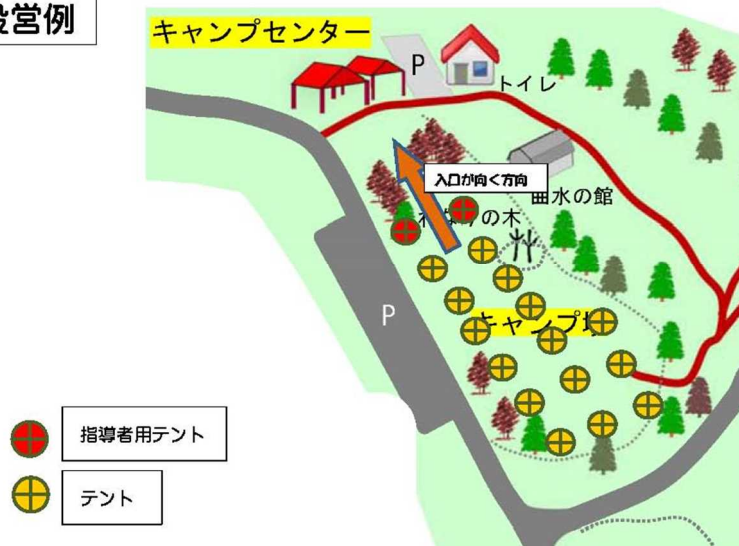 設営例
キャンプセンター
P
トイレ
入口が向く方向
曲水の館
の木
P
キャンプ場
指導者用テント
テント